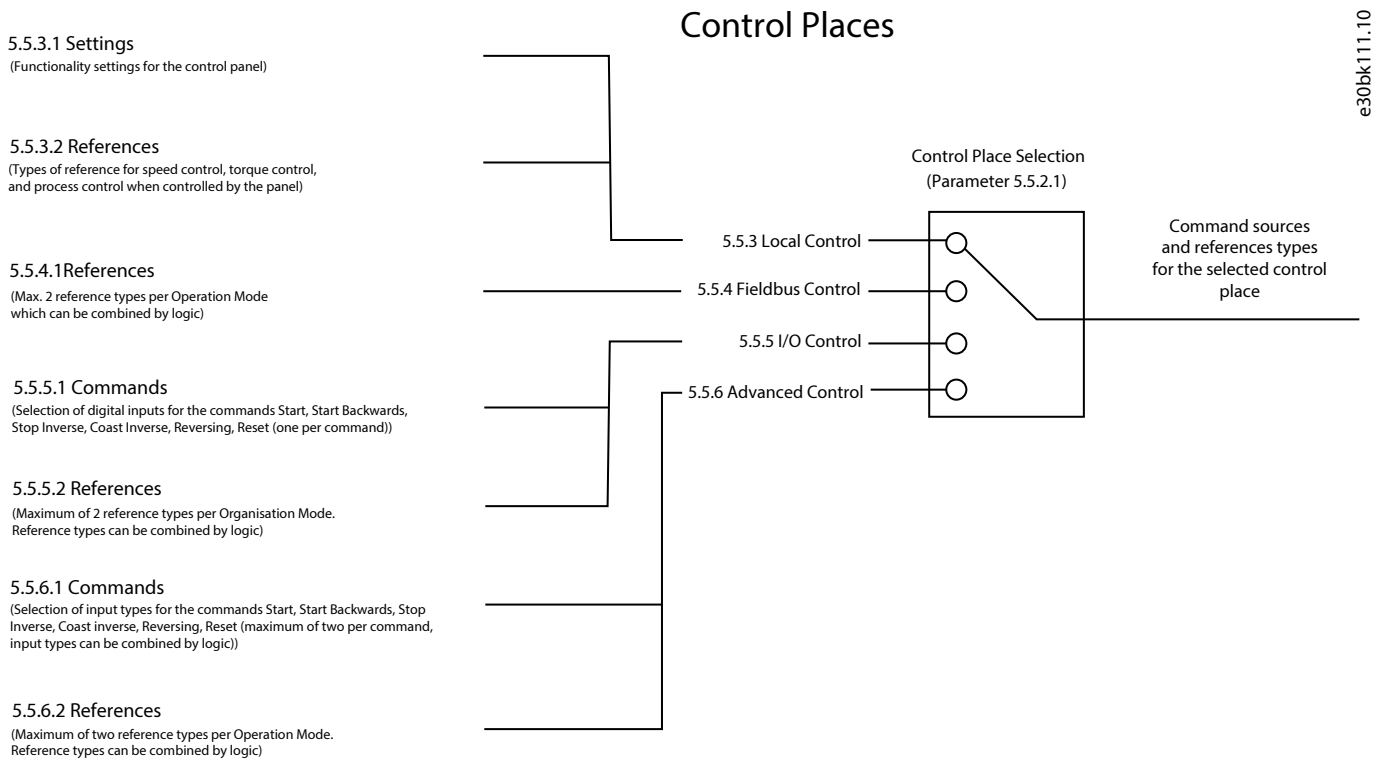 Control Places
e30bk111.10
5.5.3.1 Settings
(Functionality settings for the control panel)
5.5.3.2 References
(Types of reference for speed control, torque control,
and process control when controlled by the panel)
5.5.4.1References
(Max. 2 reference types per Operation Mode
which can be combined by logic)
5.5.5.1 Commands
(Selection of digital inputs for the commands Start, Start Backwards,
Stop Inverse, Coast Inverse, Reversing, Reset (one per command))
5.5.5.2 References
(Maximum of 2 reference types per Organisation Mode.
Reference types can be combined by logic)
5.5.6.1 Commands
(Selection of input types for the commands Start, Start Backwards, Stop
Inverse, Coast inverse, Reversing, Reset (maximum of two per command,
input types can be combined by logic))
5.5.6.2 References
(Maximum of two reference types per Operation Mode.
Reference types can be combined by logic)
5.5.3 Local Control
5.5.4 Fieldbus Control
5.5.5 I/O Control
5.5.6 Advanced Control
Control Place Selection
(Parameter 5.5.2.1)
Command sources
and references types
for the selected control
place